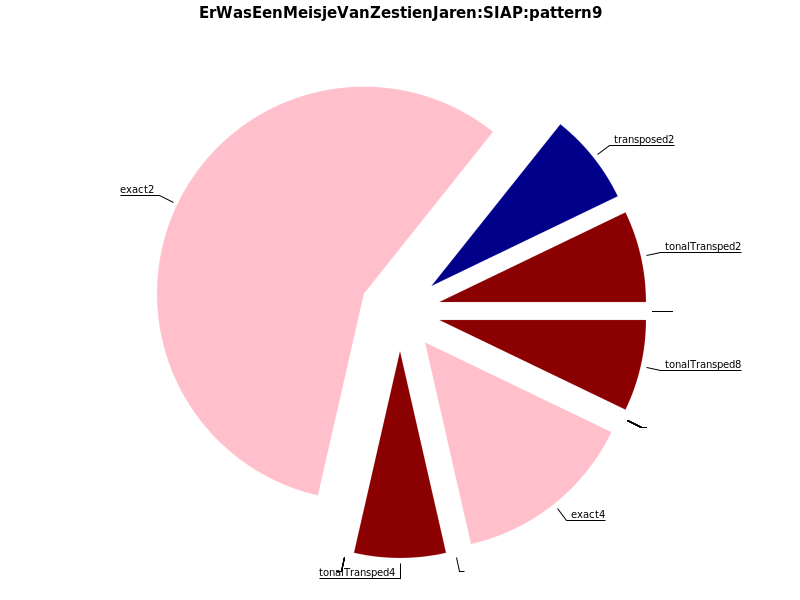 ErWasEenMeisjeVanZestienJaren:SIAP:pattern9
transposed2
exact2
tonalTransped2
tonalTransped8
exact4
tonalTransped4